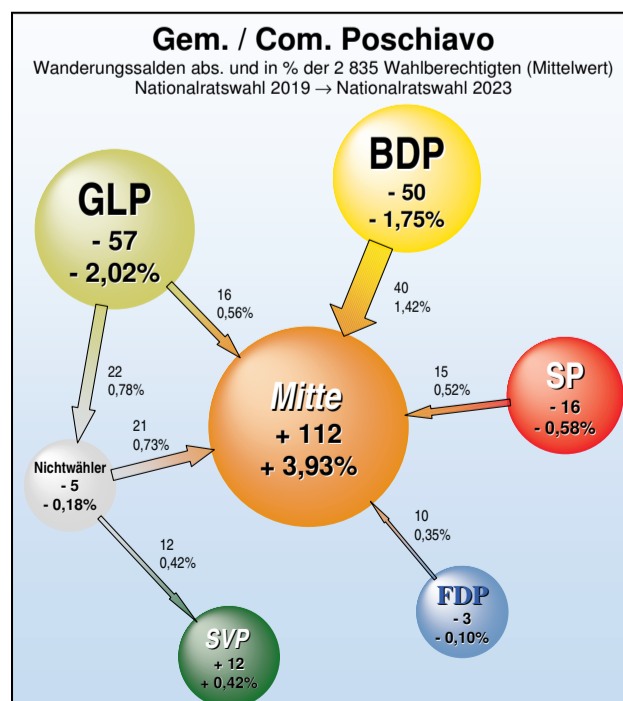 Gem. / Com. Poschiavo
Wanderungssalden abs. und in % der 2 835 Wahlberechtigten (Mittelwert)
Nationalratswahl 2019 → Nationalratswahl 2023
BDP
- 50
- 1,75%
GLP
- 57
- 2,02%
16
0,56%
40
1,42%
22
0,78%
15
0,52%
SP
- 16
- 0,58%
Mitte
+ 112
+ 3,93%
21
0,73%
Nichtwähler
- 5
- 0,18%
12
0,42%
10
0,35%
FDP
- 3
- 0,10%
SVP
+ 12
+ 0,42%